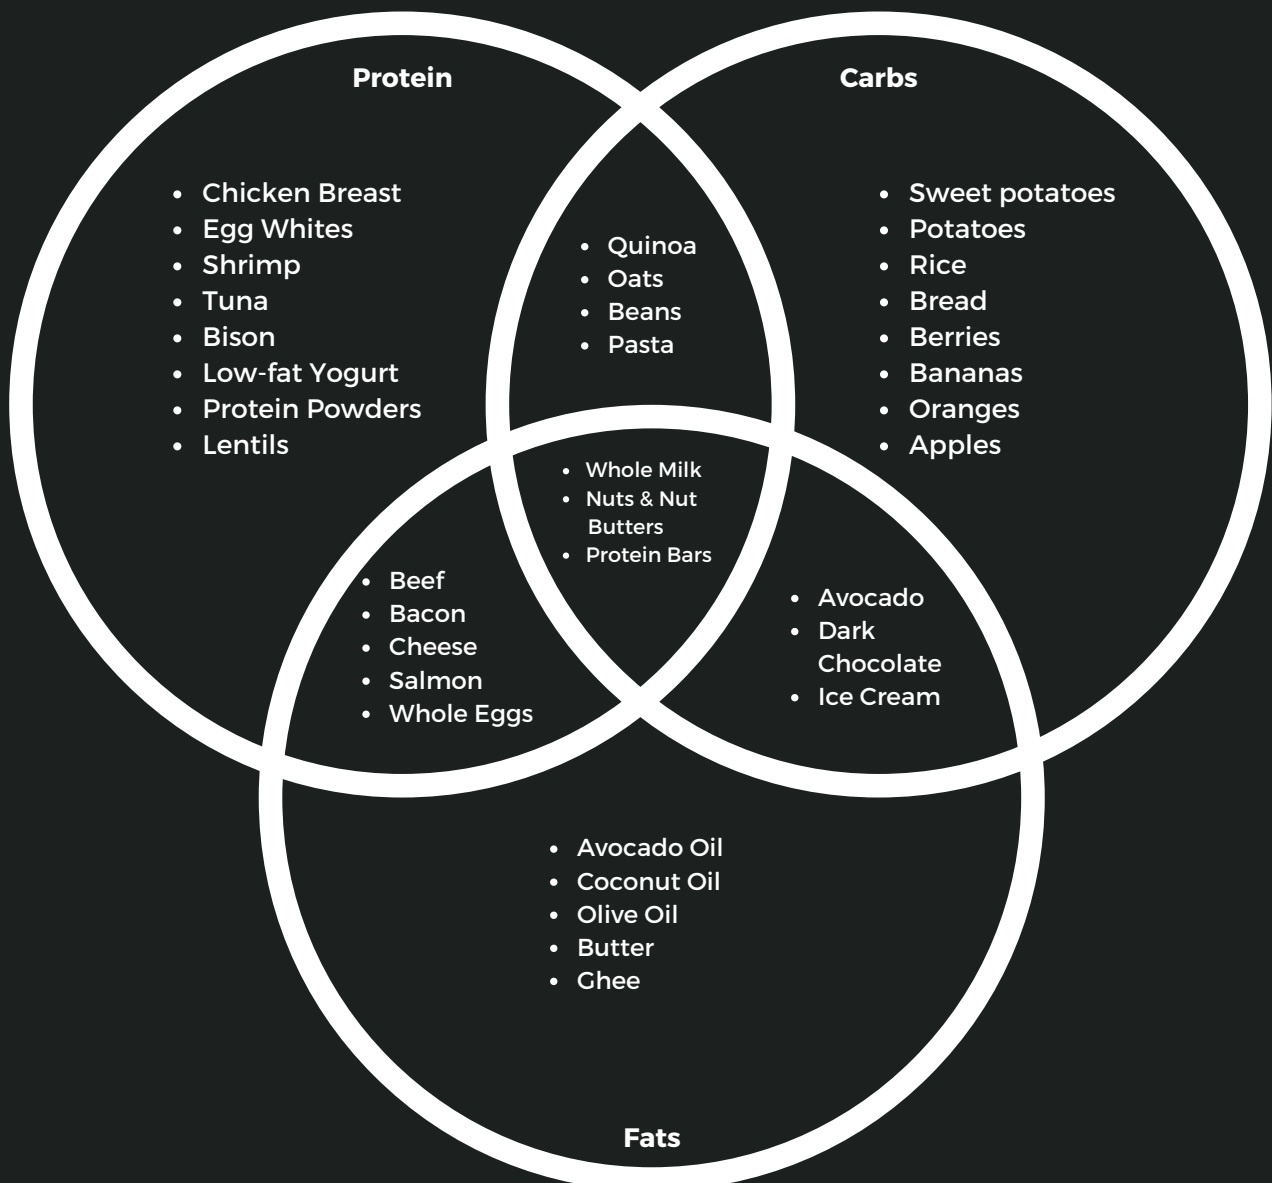 Protein
Carbs
• Chicken Breast
• Egg Whites
• Shrimp
• Tuna
• Bison
• Low-fat Yogurt
• Protein Powders
• Lentils
• Quinoa
• Oats
• Beans
• Pasta
• Sweet potatoes
• Potatoes
• Rice
• Bread
• Berries
• Bananas
• Oranges
• Apples
• Whole Milk
• Nuts & Nut
Butters
• Protein Bars
• Beef
• Bacon
• Cheese
• Salmon
• Whole Eggs
• Avocado
• Dark
Chocolate
• Ice Cream
• Avocado Oil
• Coconut Oil
• Olive Oil
• Butter
• Ghee
Fats